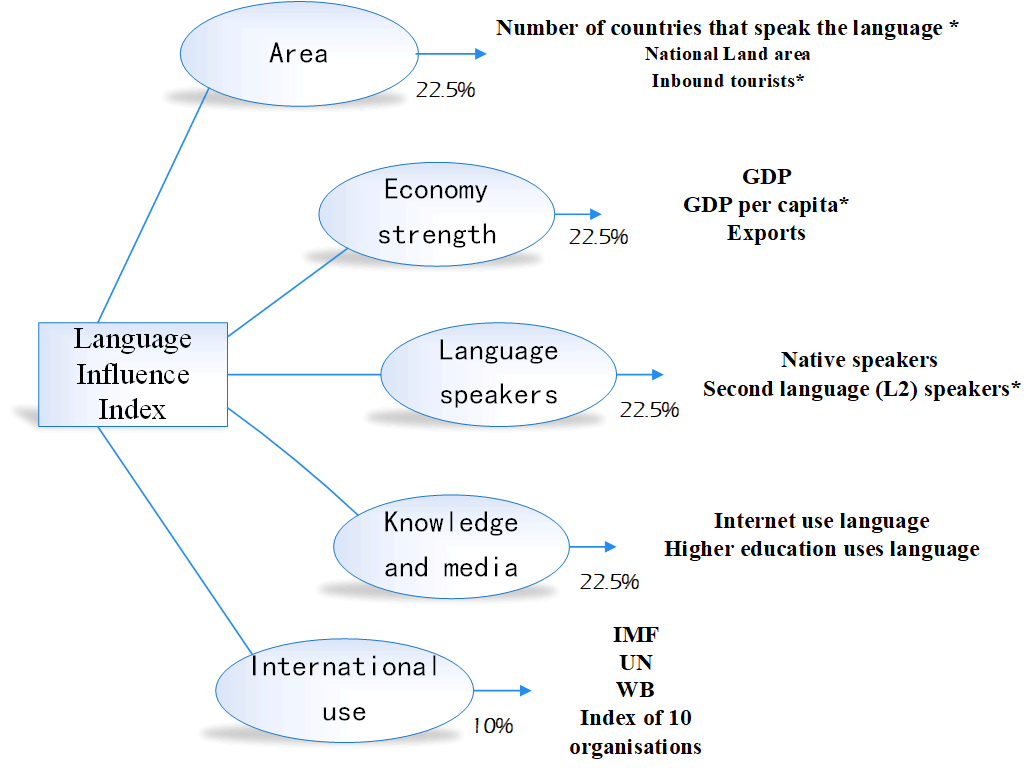 Area
22.5%
Number of countries that speak the language *
National Land area
Inbound tourists*
Economy
strength
22.5%
GDP
GDP per capita*
Exports
Language
Influence
Index
Language
speakers
22.5%
Native speakers
Second language (L2) speakers*
Knowledge
and media
22.5%
Internet use language
Higher education uses language
International
use
10%
IMF
UN
WB
Index of 10
organisations